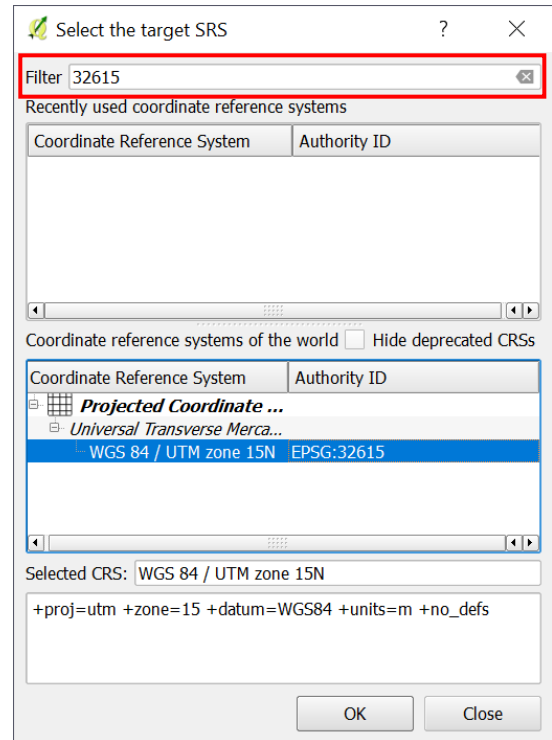 Select the target SRS ?
Filter 32615
Recently used coordinate reference systems
Coordinate Reference System Authority ID
Coordinate reference systems of the world Hide deprecated CRSs
Coordinate Reference System Authority ID
Projected Coordinate ...
Universal Transverse Merca...
WGS 84 / UTM zone 15N EPSG:32615
Selected CRS: WGS 84 / UTM zone 15N
+proj=utm +zone=15 +datum=WGS84 +units=m +no_defs
OK Close